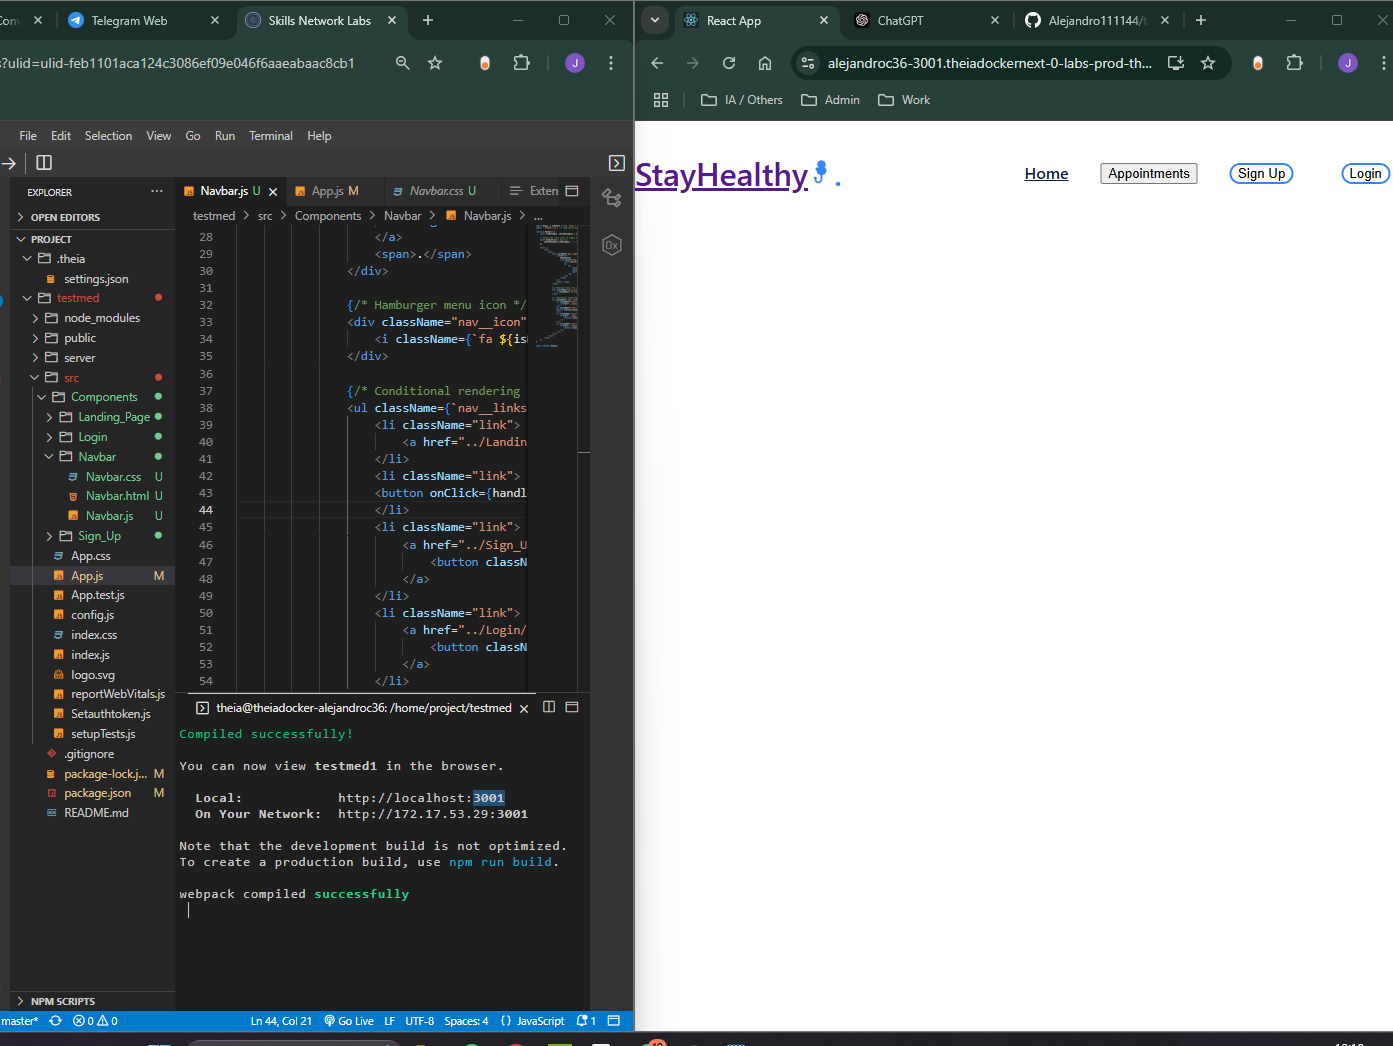 Conv
Telegram Web
Skills Network Labs
s?ulid=ulid-feb1101aca124c3086ef09e046f6aaeabaac8cb1
J
File Edit Selection View Go Run Terminal Help
EXPLORER
OPEN EDITORS
PROJECT
.theia
settings.json
testmed
node_modules
public
server
src
Components
Landing_Page
Login
Navbar
Navbar.css U
Navbar.html U
Navbar.js U
Sign_Up
App.css
App.js M
App.test.js
config.js
index.css
index.js
logo.svg
reportWebVitals.js
Setauthtoken.js
setupTests.js
.gitignore
package-lock.j... M
package.json M
README.md
NPM SCRIPTS
Navbar.js U
App.js M
Navbar.css U
Exten
testmed > src > Components > Navbar > Navbar.js > ...
28 </a>
29 <span>.</span>
30 </div>
31
32 {/* Hamburger menu icon */
33 <div className="nav__icon"
34 <i className={`fa ${is
35 </div>
36
37 {/* Conditional rendering
38 <ul className={`nav__links
39 <li className="link">
40 <a href="../Landin
41 </li>
42 <li className="link">
43 <button onClick={handl
44 </li>
45 <li className="link">
46 <a href="../Sign_U
47 <button classN
48 </a>
49 </li>
50 <li className="link">
51 <a href="../Login/
52 <button classN
53 </a>
54 </li>
theia@theiadocker-alejandroc36: /home/project/testmed
Compiled successfully!
You can now view testmed1 in the browser.
Local: http://localhost:3001
On Your Network: http://172.17.53.29:3001
Note that the development build is not optimized.
To create a production build, use npm run build.
webpack compiled successfully
master* 0 0 Ln 44, Col 21 Go Live LF UTF-8 Spaces: 4 {} JavaScript 1
React App
ChatGPT
Alejandro111144/t
alejandroc36-3001.theiadockernext-0-labs-prod-th...
J
IA / Others
Admin
Work
StayHealthy .
Home
Appointments
Sign Up
Login